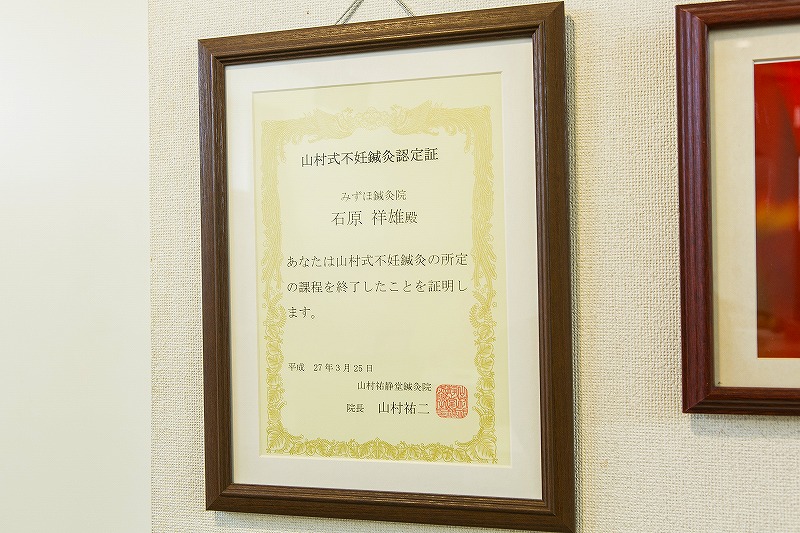 山村式不妊鍼灸認定証
みずほ鍼灸院
石原 祥雄殿
あなたは山村式不妊鍼灸の所定
の課程を終了したことを証明し
ます。
平成 27年3月25日
山村祐静堂鍼灸院
院長 山村祐二